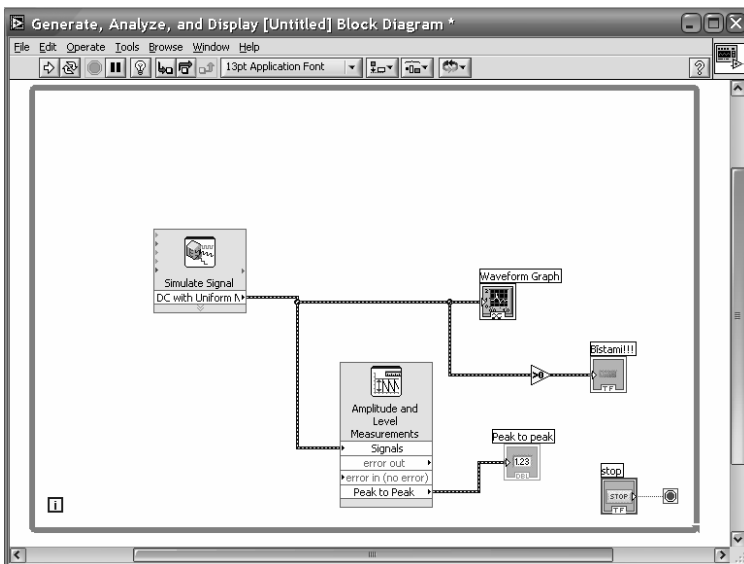 Generate, Analyze, and Display [Untitled] Block Diagram *
File Edit Operate Tools Browse Window Help
13pt Application Font
?
Simulate Signal
DC with Uniform N
Waveform Graph
Bīstami!!!
>0
TF
Amplitude and
Level
Measurements
Signals
error out
error in (no error)
Peak to Peak
Peak to peak
1.23
DBL
stop
STOP
TF
i